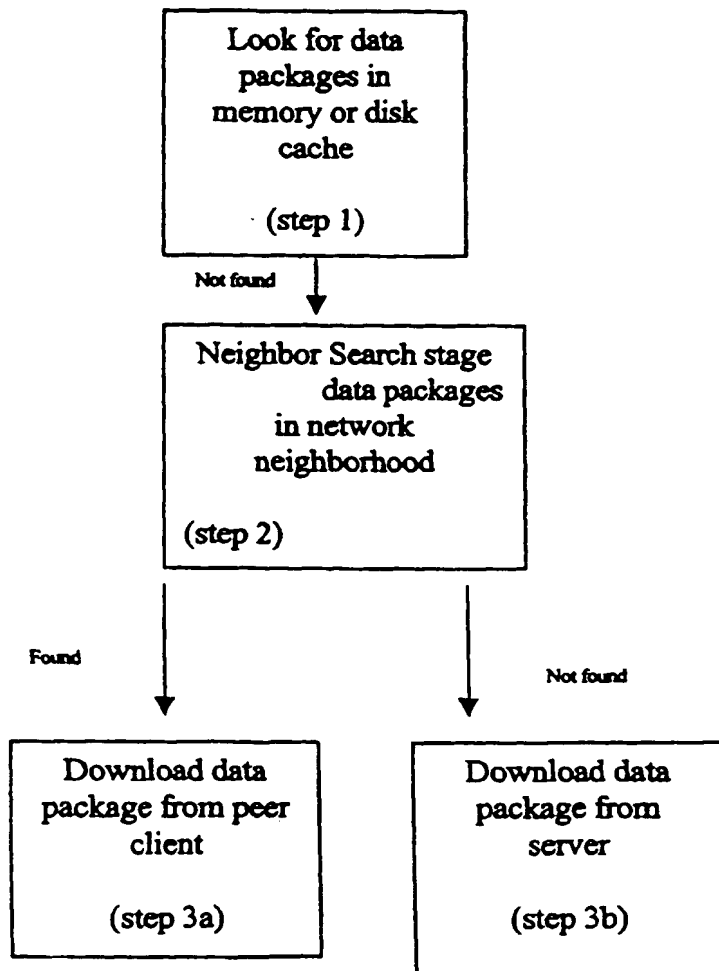 Look for data
packages in
memory or disk
cache
(step 1)
Not found
Neighbor Search stage
data packages
in network
neighborhood
(step 2)
Found
Not found
Download data
package from peer
client
(step 3a)
Download data
package from
server
(step 3b)